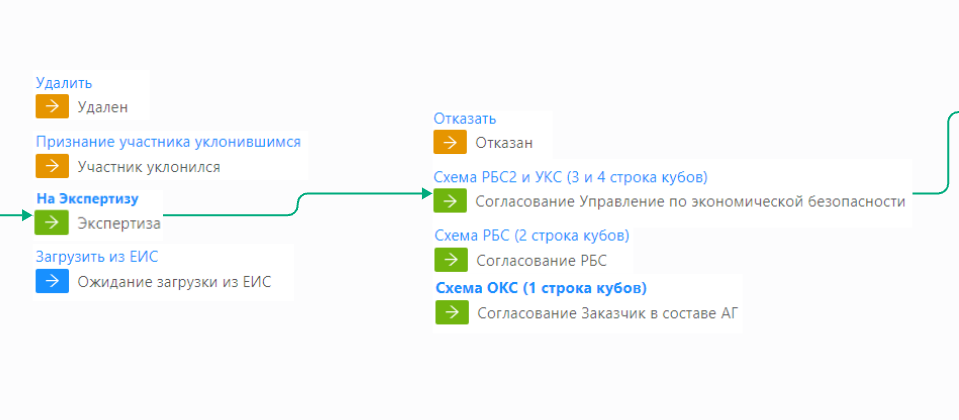 Удалить
Удален
Признание участника уклонившимся
Участник уклонился
На Экспертизу
Экспертиза
Загрузить из ЕИС
Ожидание загрузки из ЕИС
Отказать
Отказан
Схема РБС2 и УКС (3 и 4 строка кубов)
Согласование Управление по экономической безопасности
Схема РБС (2 строка кубов)
Согласование РБС
Схема ОКС (1 строка кубов)
Согласование Заказчик в составе АГ